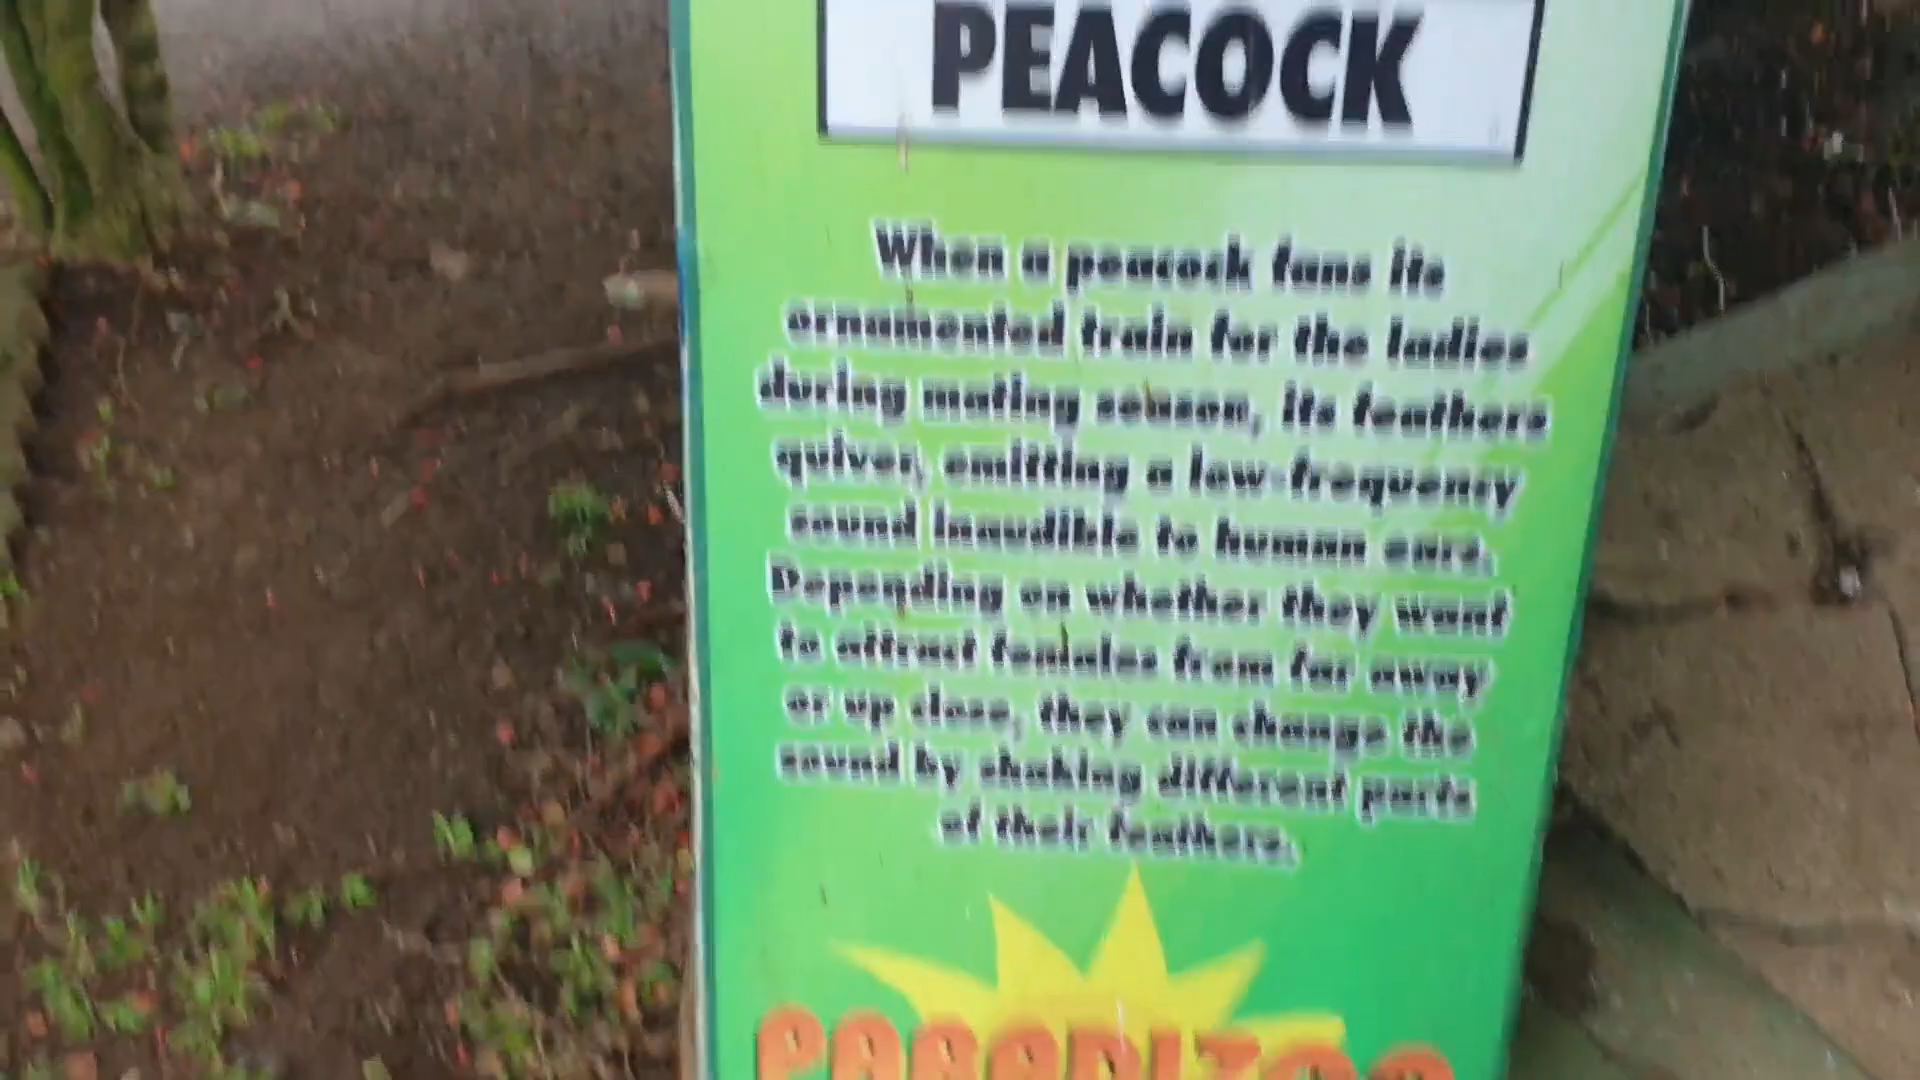 PEACOCK
When a peacock fans its
ornamented train for the ladies
during mating season, its feathers
quiver, emitting a low-frequency
sound inaudible to human ears.
Depending on whether they want
to attract females from far away
or up close, they can change the
sound by shaking different parts
of their feathers.
PARADIZOO